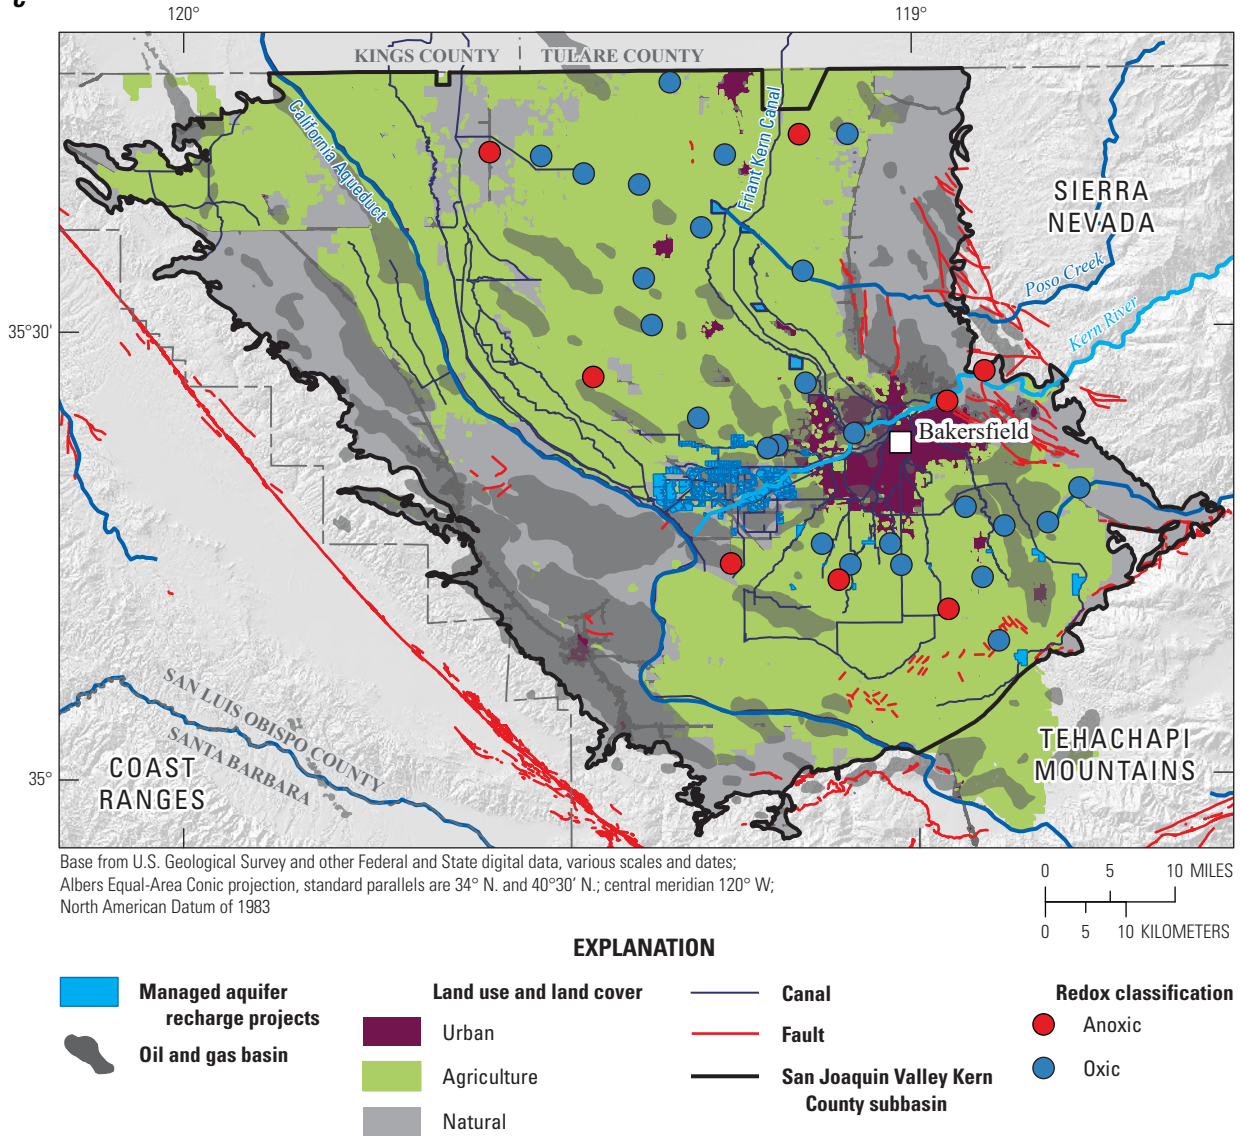 120°
119°
KINGS COUNTY
TULARE COUNTY
California Aqueduct
Friant Kern Canal
SIERRA
NEVADA
Poso Creek
Kern River
35°30′
Bakersfield
SAN LUIS OBISPO COUNTY
SANTA BARBARA
COAST
RANGES
TEHACHAPI
MOUNTAINS
35°
Base from U.S. Geological Survey and other Federal and State digital data, various scales and dates;
Albers Equal-Area Conic projection, standard parallels are 34° N. and 40°30′ N.; central meridian 120° W;
North American Datum of 1983
0 5 10 MILES
0 5 10 KILOMETERS
EXPLANATION
Managed aquifer
recharge projects
Oil and gas basin
Land use and land cover
Urban
Agriculture
Natural
Canal
Fault
San Joaquin Valley Kern
County subbasin
Redox classification
Anoxic
Oxic